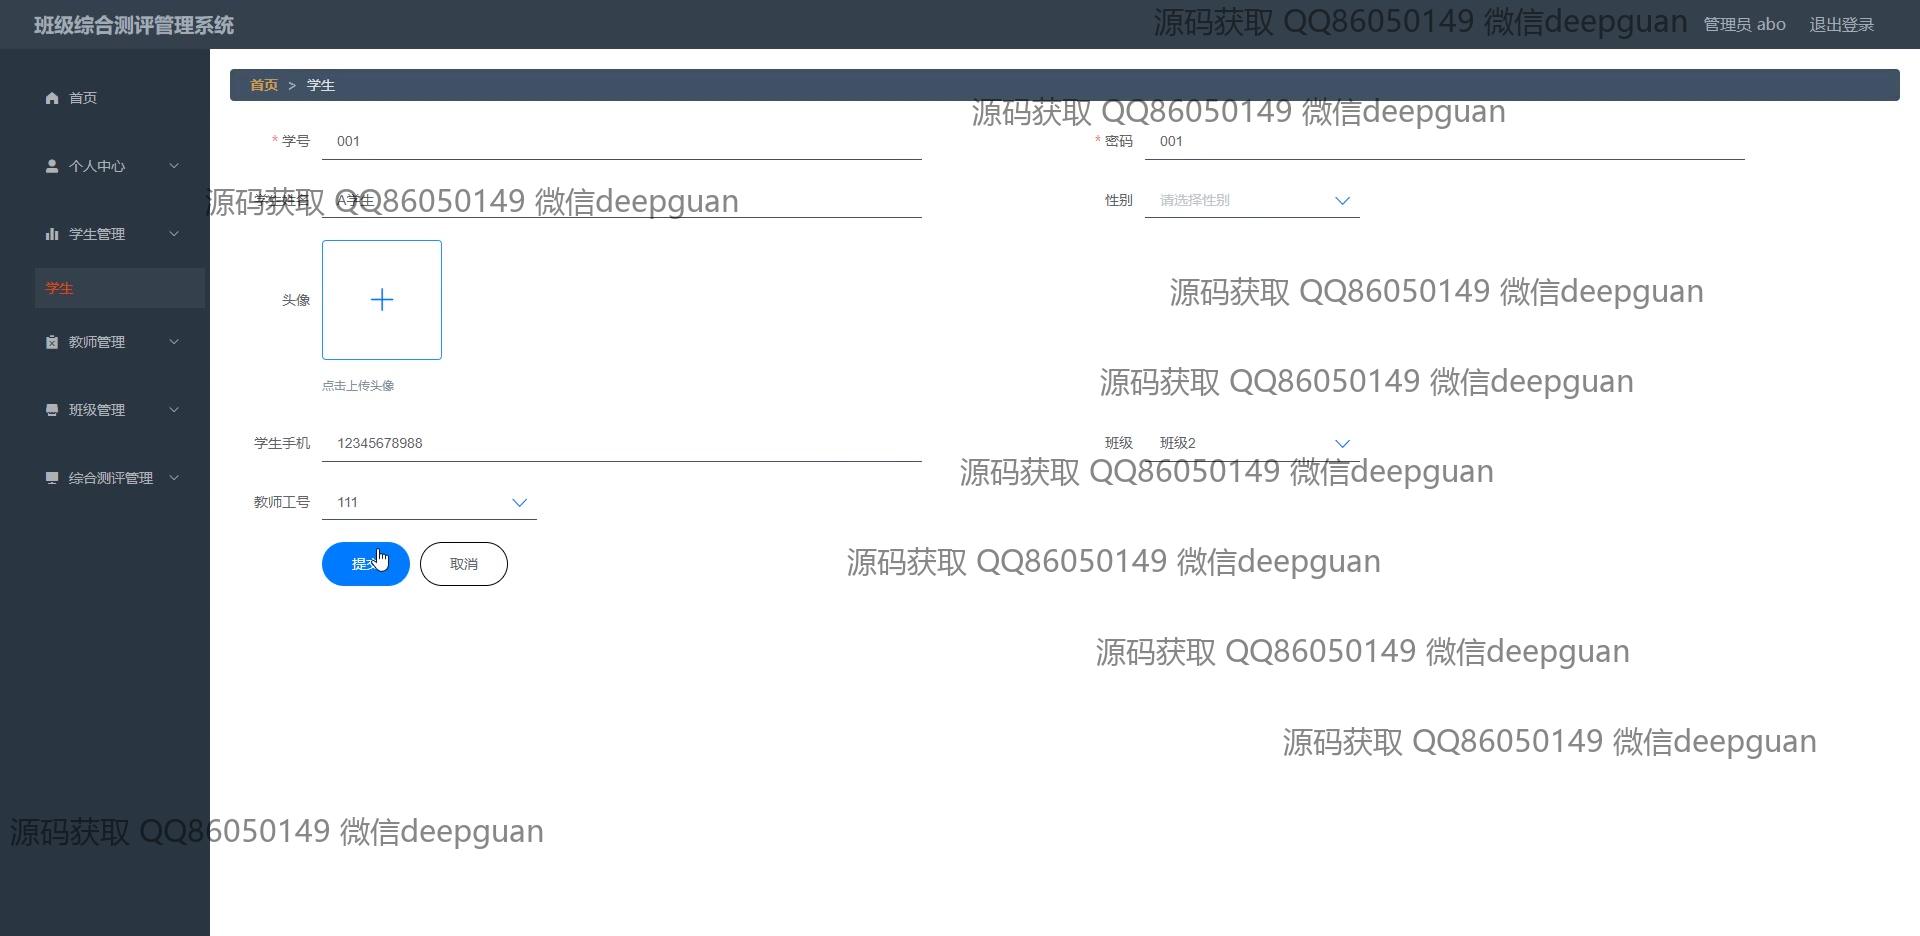 班级综合测评管理系统
源码获取 QQ86050149 微信deepguan
管理员 abo
退出登录
首页 > 学生
首页
源码获取 QQ86050149 微信deepguan
* 学号 001
* 密码 001
个人中心
源码获取 QQ86050149 微信deepguan
学生姓名 A学生
性别 请选择性别
学生管理
学生
源码获取 QQ86050149 微信deepguan
头像
教师管理
点击上传头像
源码获取 QQ86050149 微信deepguan
班级管理
学生手机 12345678988
班级 班级2
源码获取 QQ86050149 微信deepguan
综合测评管理
教师工号 111
提交
取消
源码获取 QQ86050149 微信deepguan
源码获取 QQ86050149 微信deepguan
源码获取 QQ86050149 微信deepguan
源码获取 QQ86050149 微信deepguan